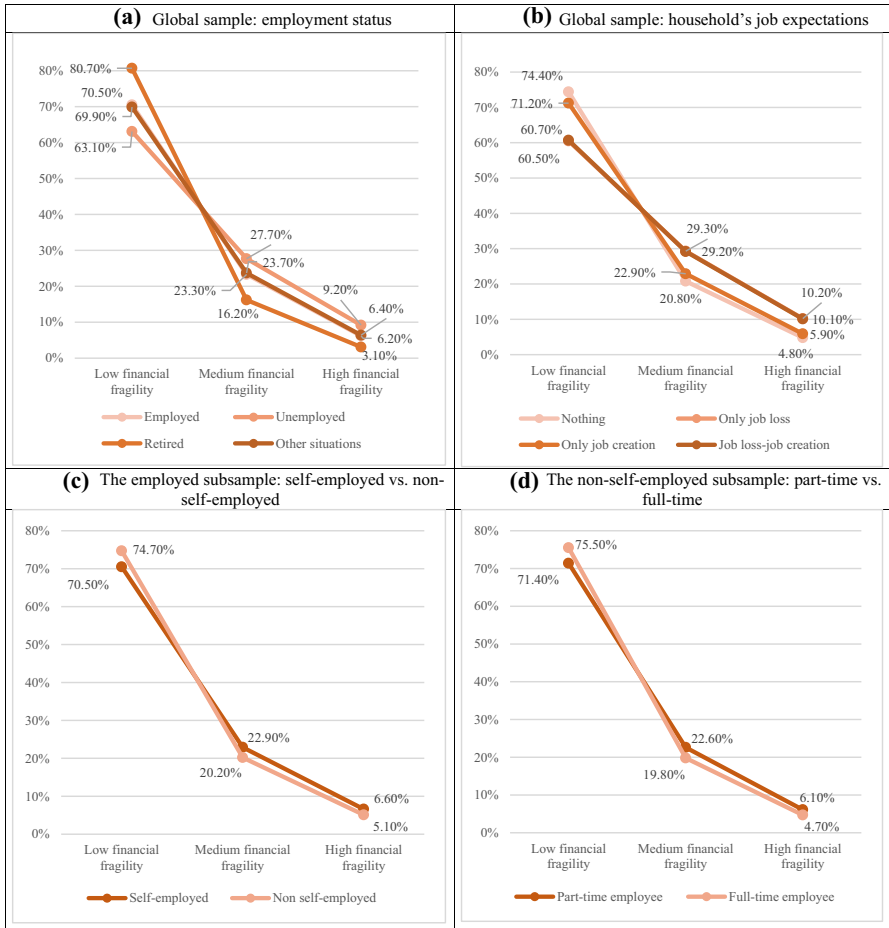 (a) Global sample: employment status
80%
70%
60%
50%
40%
30%
20%
10%
0%
80.70%
70.50%
69.90%
63.10%
27.70%
23.70%
23.30%
16.20%
9.20%
6.40%
6.20%
3.10%
Low financial fragility
Medium financial fragility
High financial fragility
Employed
Unemployed
Retired
Other situations
(b) Global sample: household's job expectations
80%
70%
60%
50%
40%
30%
20%
10%
0%
74.40%
71.20%
60.70%
60.50%
29.30%
29.20%
22.90%
20.80%
10.20%
10.10%
5.90%
4.80%
Low financial fragility
Medium financial fragility
High financial fragility
Nothing
Only job loss
Only job creation
Job loss-job creation
(c) The employed subsample: self-employed vs. non-
self-employed
80%
70%
60%
50%
40%
30%
20%
10%
0%
74.70%
70.50%
22.90%
20.20%
6.60%
5.10%
Low financial fragility
Medium financial fragility
High financial fragility
Self-employed
Non self-employed
(d) The non-self-employed subsample: part-time vs.
full-time
80%
70%
60%
50%
40%
30%
20%
10%
0%
75.50%
71.40%
22.60%
19.80%
6.10%
4.70%
Low financial fragility
Medium financial fragility
High financial fragility
Part-time employee
Full-time employee